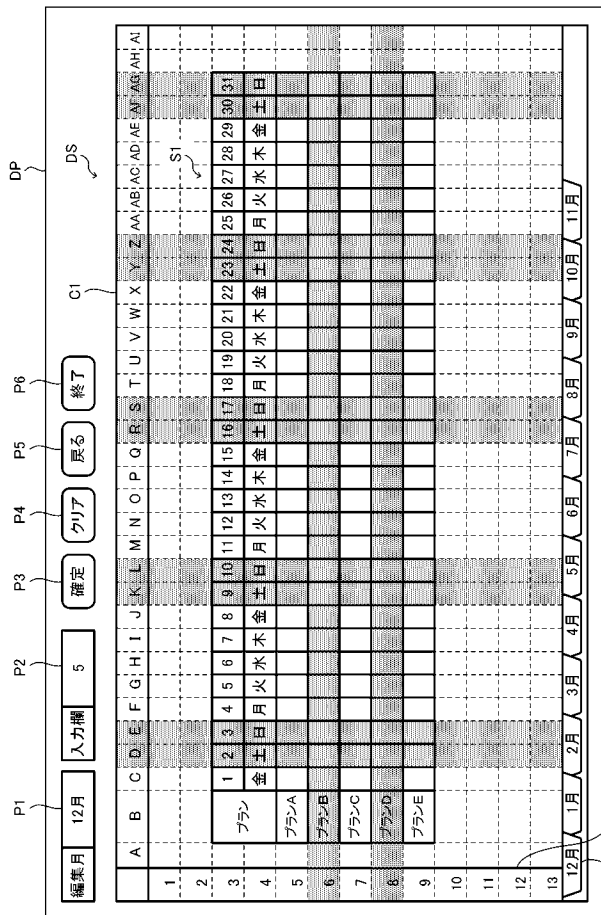 DP
DS
P1 P2 P3 P4 P5 P6
編集月 12月 入力欄 5 確定 クリア 戻る 終了
C1
A B C D E F G H I J K L M N O P Q R S T U V W X Y Z AA AB AC AD AE AF AG AH AI
1
2
S1
3 プラン 1 2 3 4 5 6 7 8 9 10 11 12 13 14 15 16 17 18 19 20 21 22 23 24 25 26 27 28 29 30 31
4 金 土 日 月 火 水 木 金 土 日 月 火 水 木 金 土 日 月 火 水 木 金 土 日 月 火 水 木 金 土 日
5 プランA
6 プランB
7 プランC
8 プランD
9 プランE
10
11
12
13
12月 1月 2月 3月 4月 5月 6月 7月 8月 9月 10月 11月